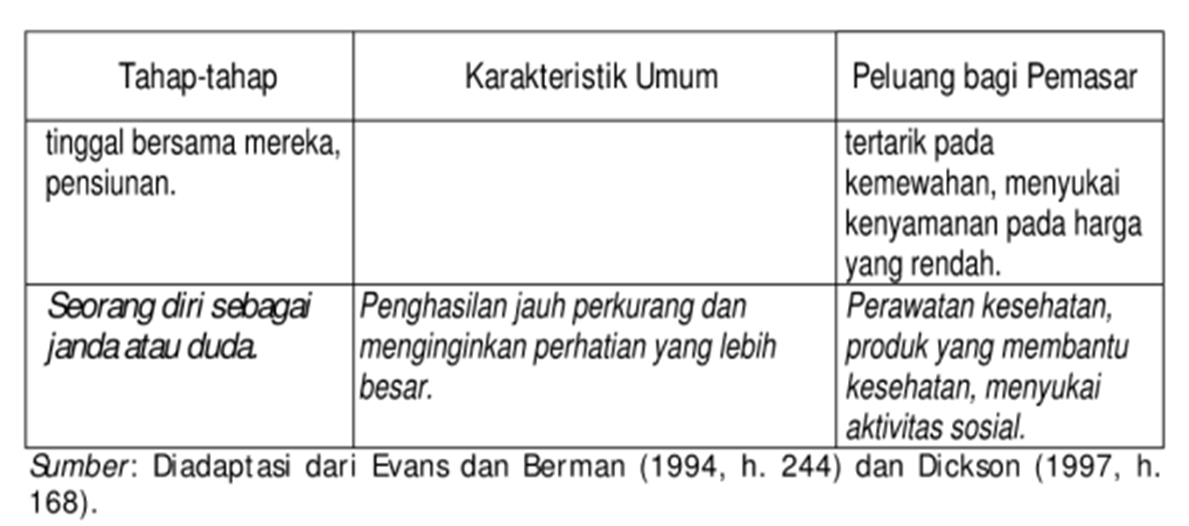 Tahap-tahap Karakteristik Umum Peluang bagi Pemasar
tinggal bersama mereka,
pensiunan.
tertarik pada
kemewahan, menyukai
kenyamanan pada harga
yang rendah.
Seorang diri sebagai
janda atau duda.
Penghasilan jauh perkurang dan
menginginkan perhatian yang lebih
besar.
Perawatan kesehatan,
produk yang membantu
kesehatan, menyukai
aktivitas sosial.
Sumber: Diadaptasi dari Evans dan Berman (1994, h. 244) dan Dickson (1997, h.
168).